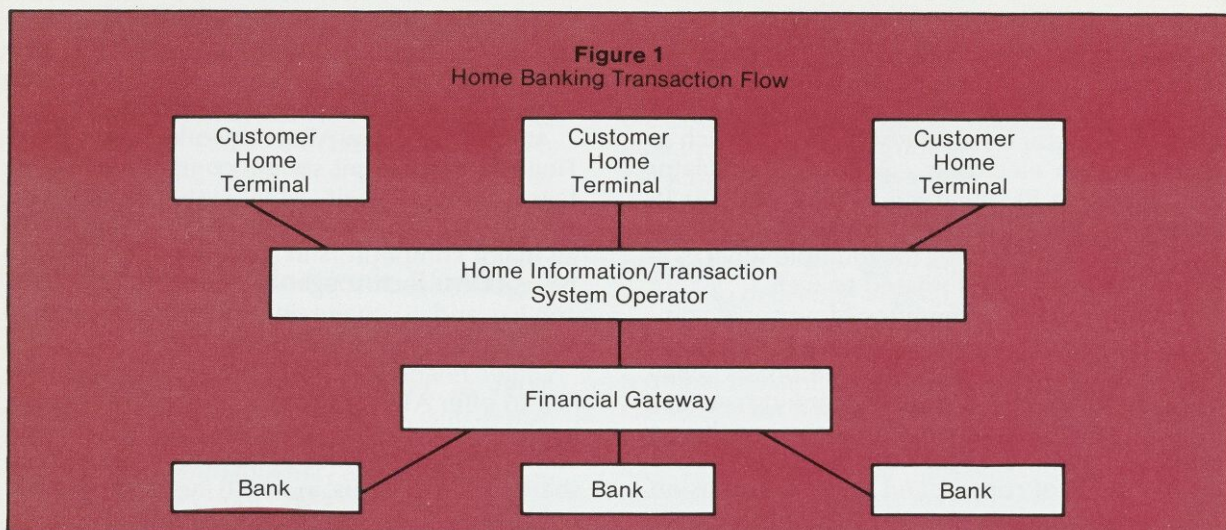 Figure 1
Home Banking Transaction Flow
Customer
Home
Terminal
Customer
Home
Terminal
Customer
Home
Terminal
Home Information/Transaction
System Operator
Financial Gateway
Bank
Bank
Bank